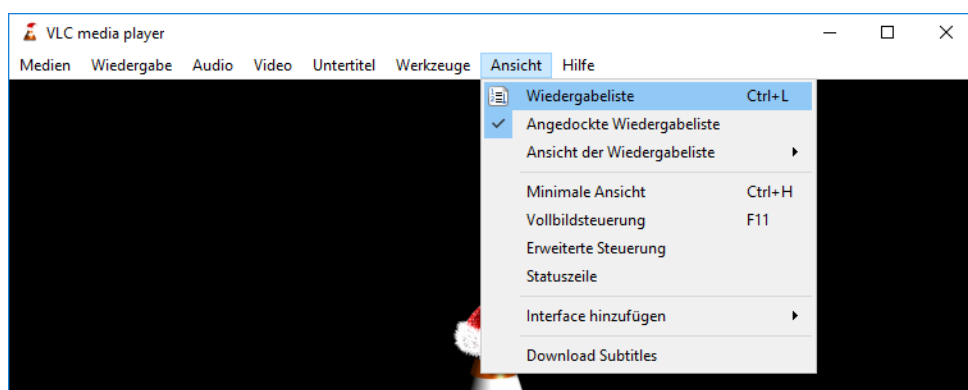 VLC media player
Medien Wiedergabe Audio Video Untertitel Werkzeuge Ansicht Hilfe
Wiedergabeliste Ctrl+L
Angedockte Wiedergabeliste
Ansicht der Wiedergabeliste
Minimale Ansicht Ctrl+H
Vollbildsteuerung F11
Erweiterte Steuerung
Statuszeile
Interface hinzufügen
Download Subtitles